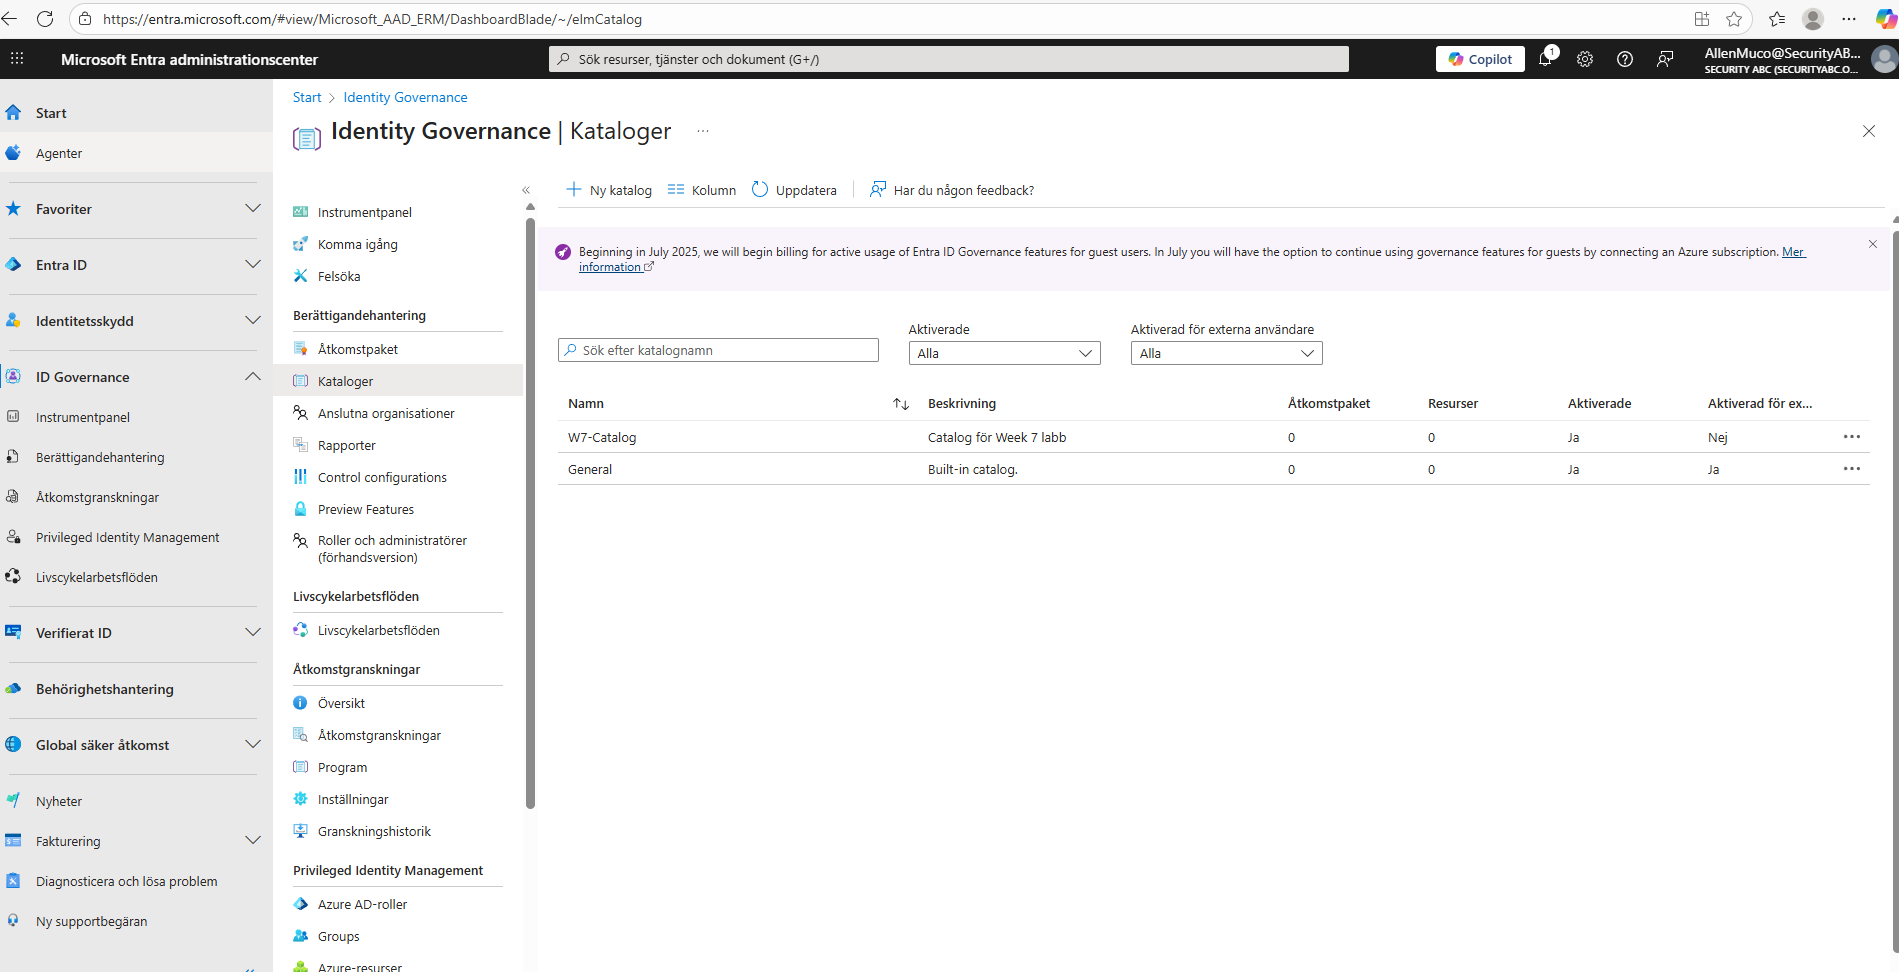 https://entra.microsoft.com/#view/Microsoft_AAD_ERM/DashboardBlade/~/elmCatalog
Microsoft Entra administrationscenter
Sök resurser, tjänster och dokument (G+/)
Copilot
1
AllenMuco@SecurityAB...
SECURITY ABC (SECURITYABC.O...
Start
Agenter
Favoriter
Entra ID
Identitetsskydd
ID Governance
Instrumentpanel
Berättigandehantering
Åtkomstgranskningar
Privileged Identity Management
Livscykelarbetsflöden
Verifierat ID
Behörighetshantering
Global säker åtkomst
Nyheter
Fakturering
Diagnosticera och lösa problem
Ny supportbegäran
Start > Identity Governance
Identity Governance | Kataloger ...
Instrumentpanel
Komma igång
Felsöka
Berättigandehantering
Åtkomstpaket
Kataloger
Anslutna organisationer
Rapporter
Control configurations
Preview Features
Roller och administratörer
(förhandsversion)
Livscykelarbetsflöden
Livscykelarbetsflöden
Åtkomstgranskningar
Översikt
Åtkomstgranskningar
Program
Inställningar
Granskningshistorik
Privileged Identity Management
Azure AD-roller
Groups
Azure-resurser
Ny katalog Kolumn Uppdatera Har du någon feedback?
Beginning in July 2025, we will begin billing for active usage of Entra ID Governance features for guest users. In July you will have the option to continue using governance features for guests by connecting an Azure subscription. Mer
information
Aktiverade Aktiverad för externa användare
Sök efter katalognamn Alla Alla
Namn Beskrivning Åtkomstpaket Resurser Aktiverade Aktiverad för ex...
W7-Catalog Catalog för Week 7 labb 0 0 Ja Nej
General Built-in catalog. 0 0 Ja Ja